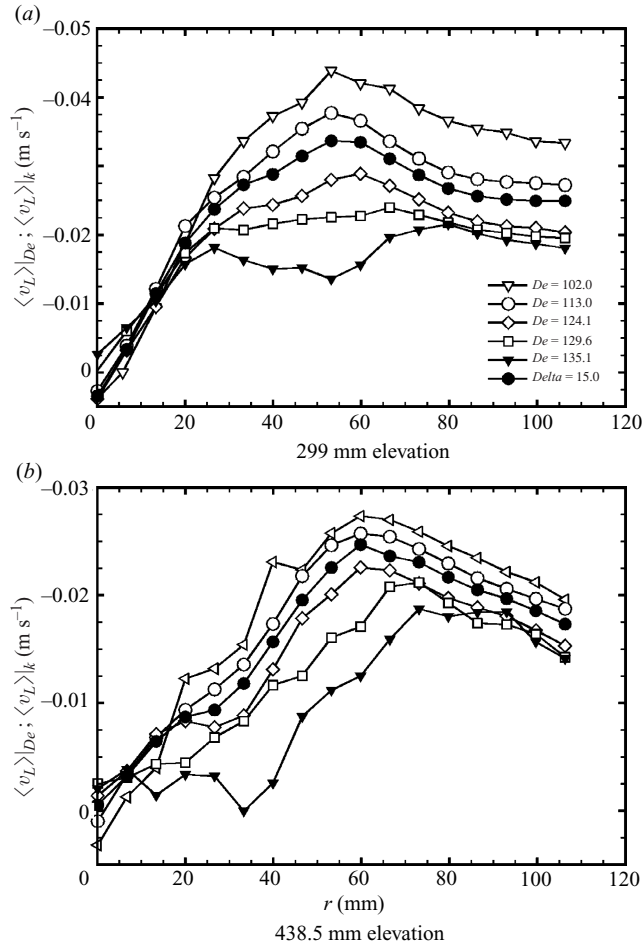 (a)
–0.05
–0.04
–0.03
–0.02
–0.01
0
⟨v_L⟩|_De ; ⟨v_L⟩|_k (m s⁻¹)
De = 102.0
De = 113.0
De = 124.1
De = 129.6
De = 135.1
Delta = 15.0
0 20 40 60 80 100 120
299 mm elevation
(b)
–0.03
–0.02
–0.01
0
⟨v_L⟩|_De ; ⟨v_L⟩|_k (m s⁻¹)
0 20 40 60 80 100 120
r (mm)
438.5 mm elevation